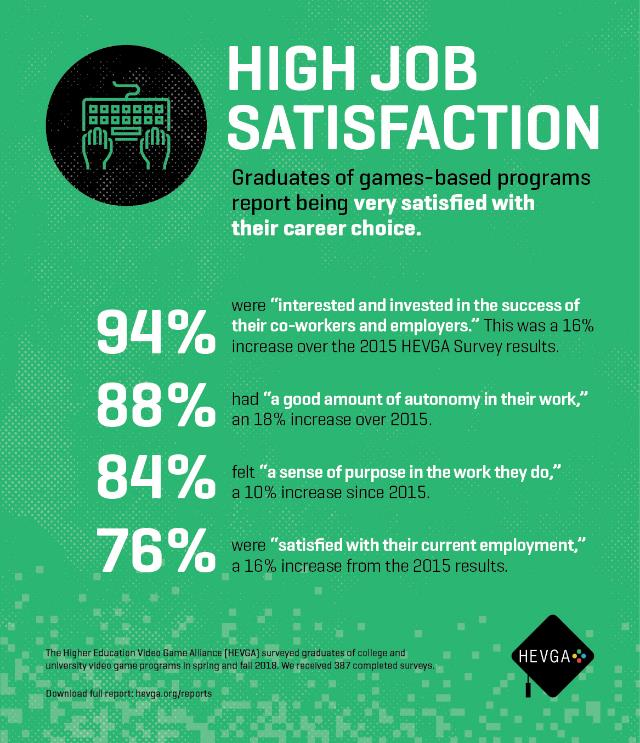 HIGH JOB
SATISFACTION
Graduates of games-based programs
report being very satisfied with
their career choice.
94%
were “interested and invested in the success of
their co-workers and employers.” This was a 16%
increase over the 2015 HEVGA Survey results.
88%
had “a good amount of autonomy in their work,”
an 18% increase over 2015.
84%
felt “a sense of purpose in the work they do,”
a 10% increase since 2015.
76%
were “satisfied with their current employment,”
a 16% increase from the 2015 results.
The Higher Education Video Game Alliance (HEVGA) surveyed graduates of college and
university video game programs in spring and fall 2018. We received 387 completed surveys.
Download full report: hevga.org/reports
HEVGA